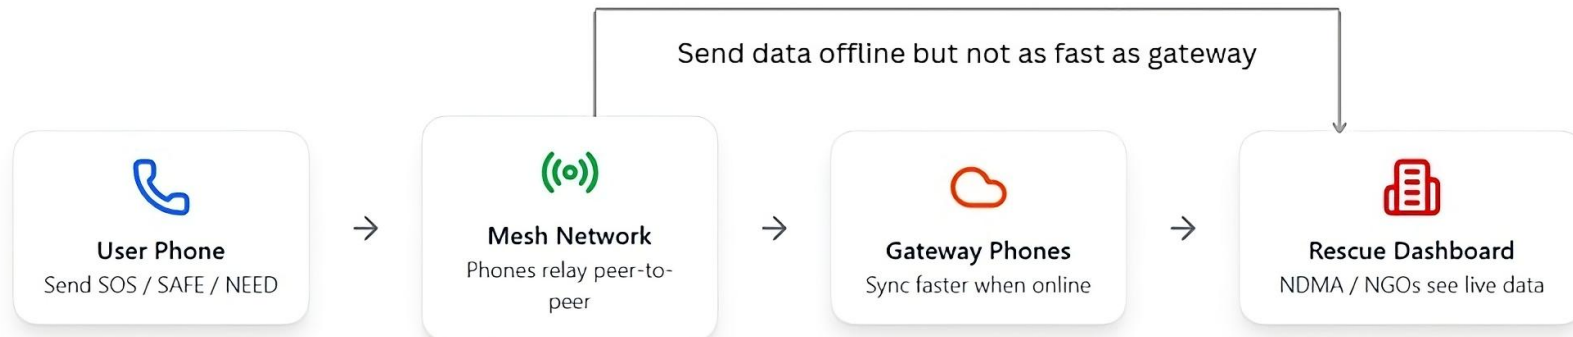 Send data offline but not as fast as gateway
User Phone
Send SOS / SAFE / NEED
Mesh Network
Phones relay peer-to-
peer
Gateway Phones
Sync faster when online
Rescue Dashboard
NDMA / NGOs see live data